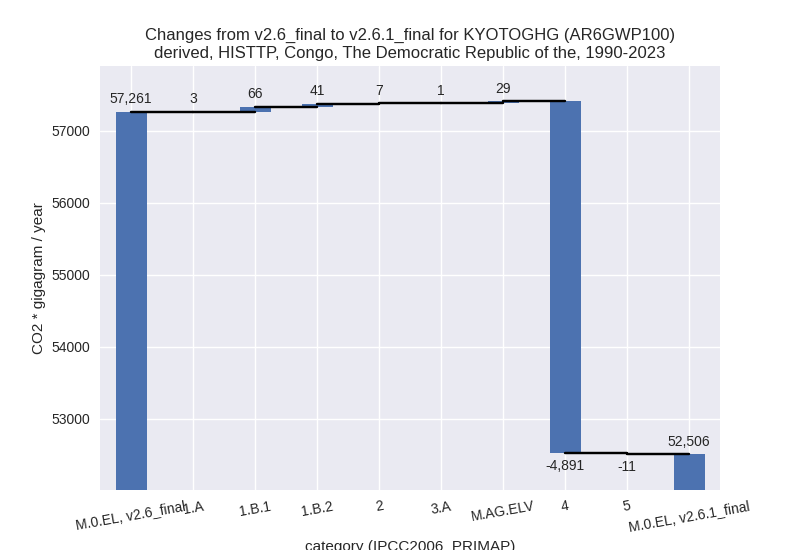 Changes from v2.6_final to v2.6.1_final for KYOTOGHG (AR6GWP100)
derived, HISTTP, Congo, The Democratic Republic of the, 1990-2023
57,261 3 66 41 7 1 29
57000
56000
55000
54000
53000
CO2 * gigagram / year
-4,891 -11 52,506
M.0.EL, v2.6_final 1.A 1.B.1 1.B.2 2 3.A M.AG.ELV 4 5 M.0.EL, v2.6.1_final
category (IPCC2006_PRIMAP)